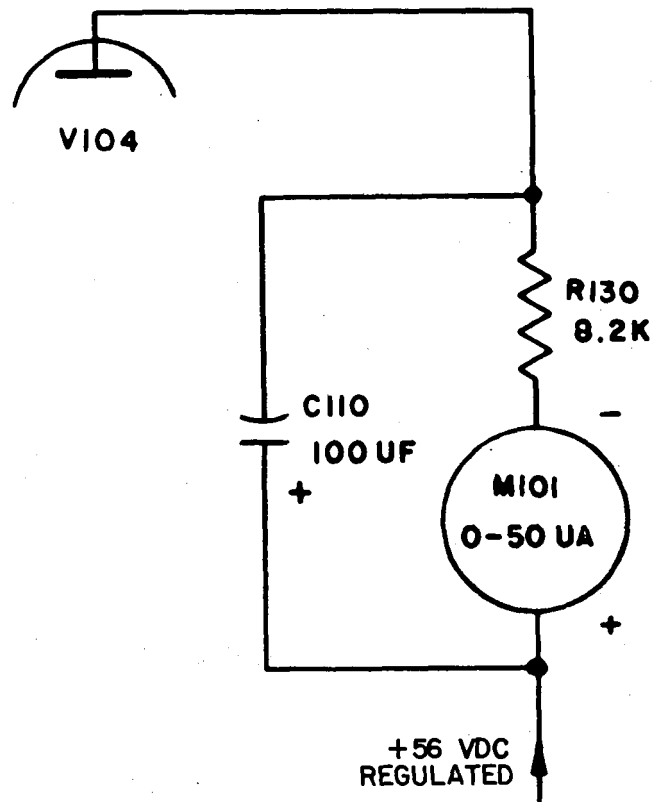 V104
R130
8.2K
-
C110
100 UF
+
M101
0-50 UA
+
+56 VDC
REGULATED